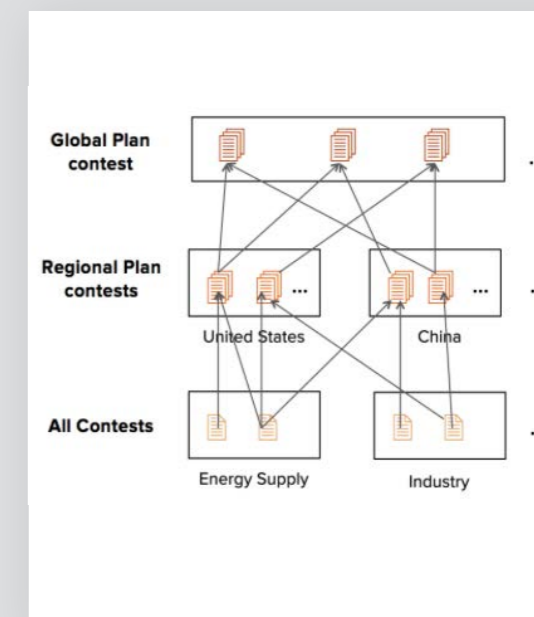 Global Plan
contest
Regional Plan
contests
...
...
United States
China
All Contests
Energy Supply
Industry